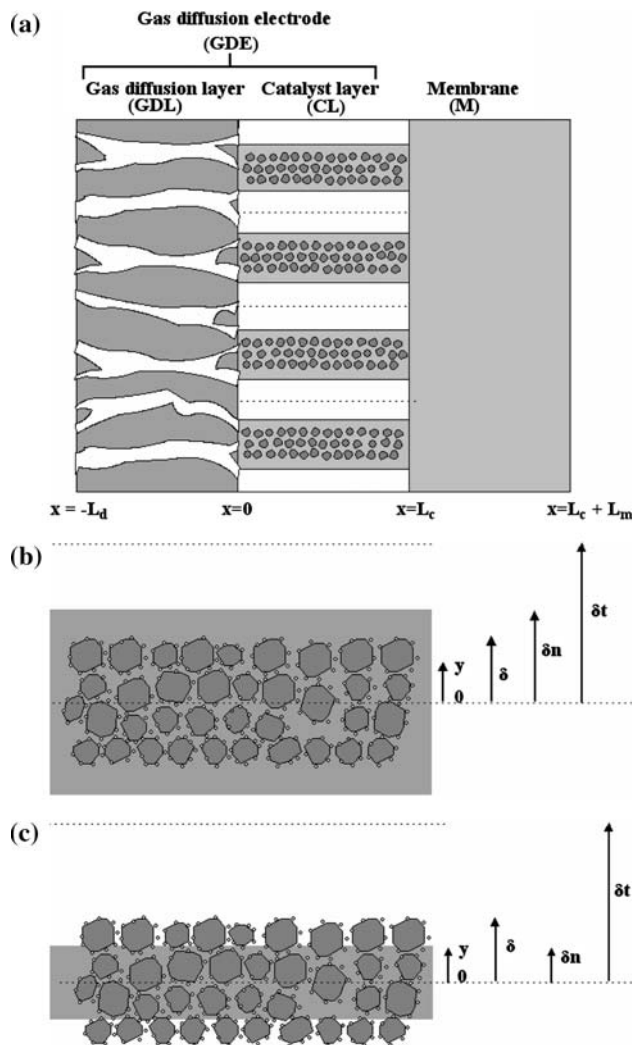 (a)
Gas diffusion electrode
(GDE)
Gas diffusion layer Catalyst layer Membrane
(GDL) (CL) (M)
x = -Ld x=0 x=Lc x=Lc + Lm
(b)
y
0
δ
δn
δt
(c)
y
0
δ
δn
δt